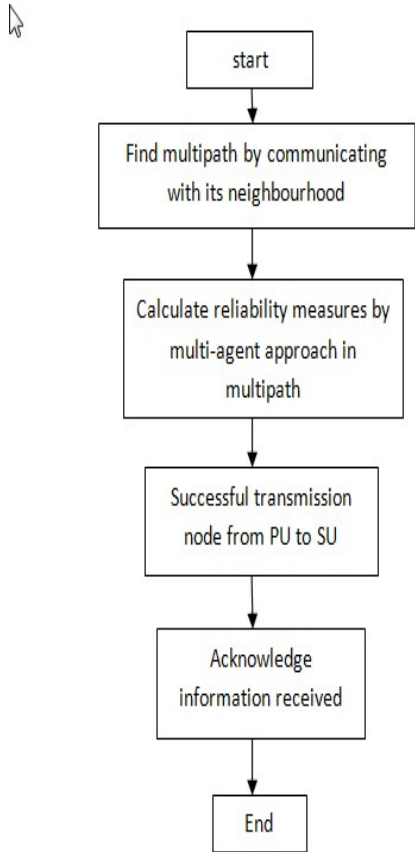 start
Find multipath by communicating
with its neighbourhood
Calculate reliability measures by
multi-agent approach in
multipath
Successful transmission
node from PU to SU
Acknowledge
information received
End